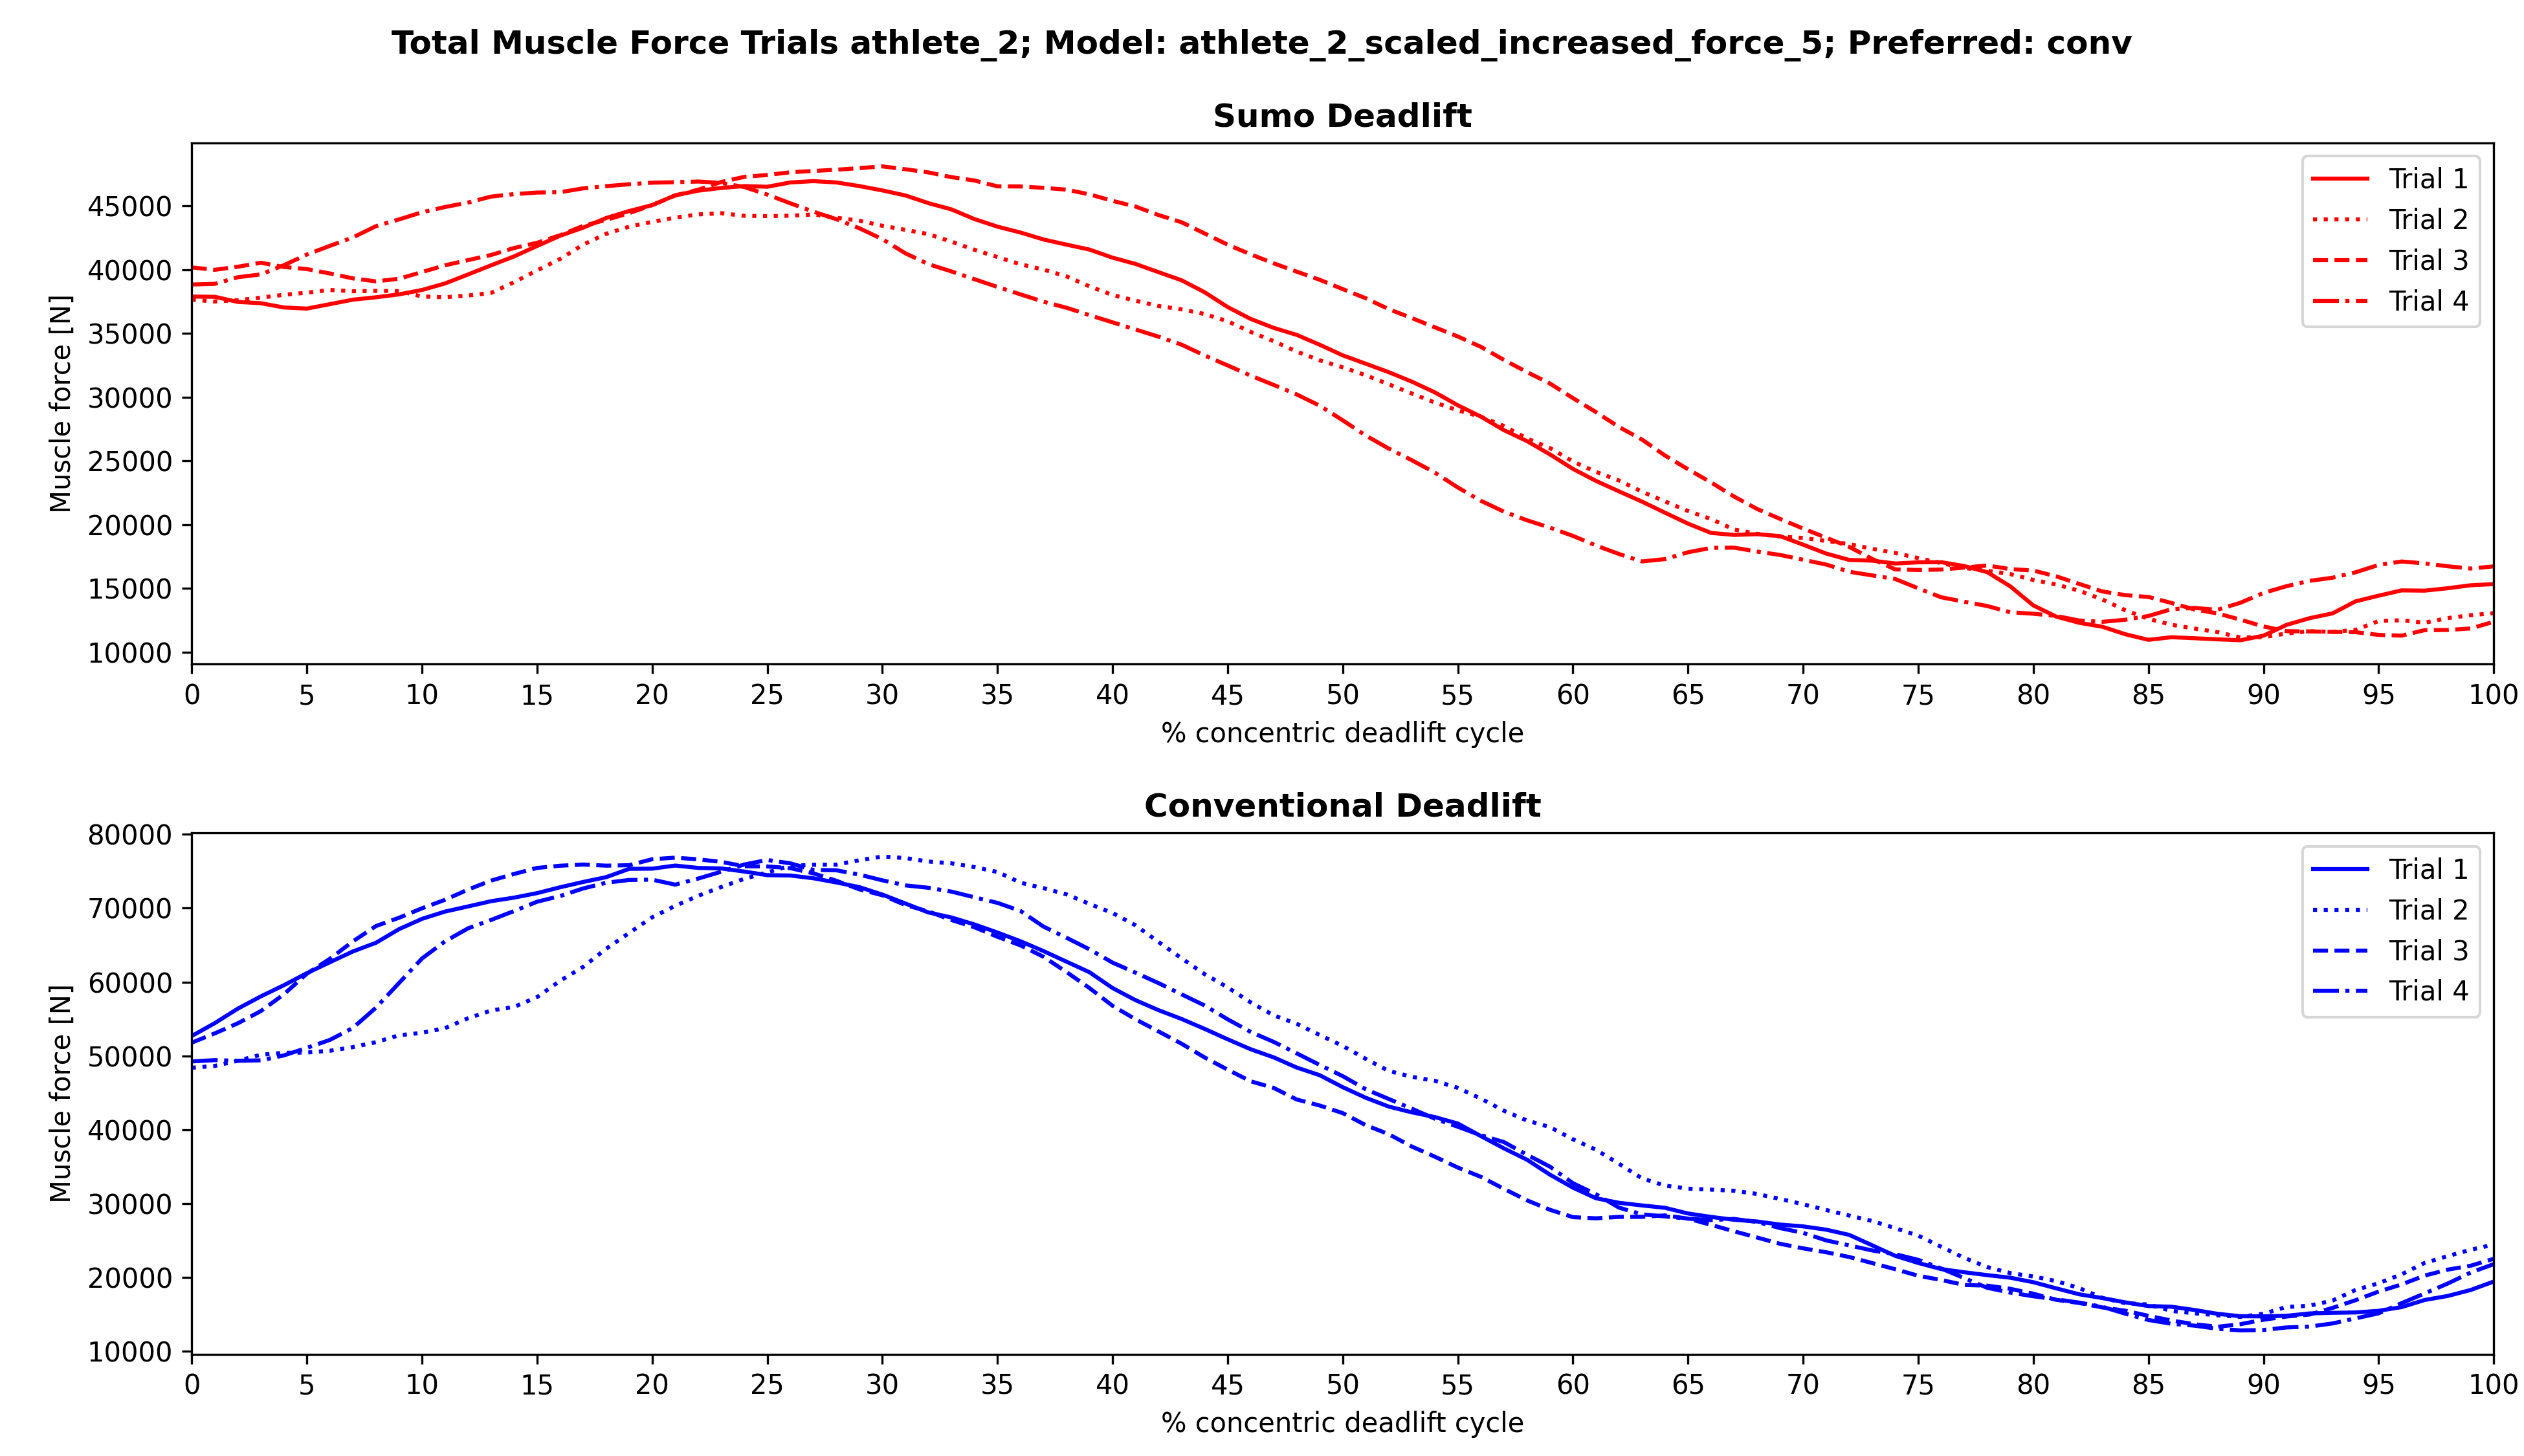 Total Muscle Force Trials athlete_2; Model: athlete_2_scaled_increased_force_5; Preferred: conv
Sumo Deadlift
Muscle force [N]
45000
40000
35000
30000
25000
20000
15000
10000
Trial 1
Trial 2
Trial 3
Trial 4
0 5 10 15 20 25 30 35 40 45 50 55 60 65 70 75 80 85 90 95 100
% concentric deadlift cycle
Conventional Deadlift
Muscle force [N]
80000
70000
60000
50000
40000
30000
20000
10000
Trial 1
Trial 2
Trial 3
Trial 4
0 5 10 15 20 25 30 35 40 45 50 55 60 65 70 75 80 85 90 95 100
% concentric deadlift cycle